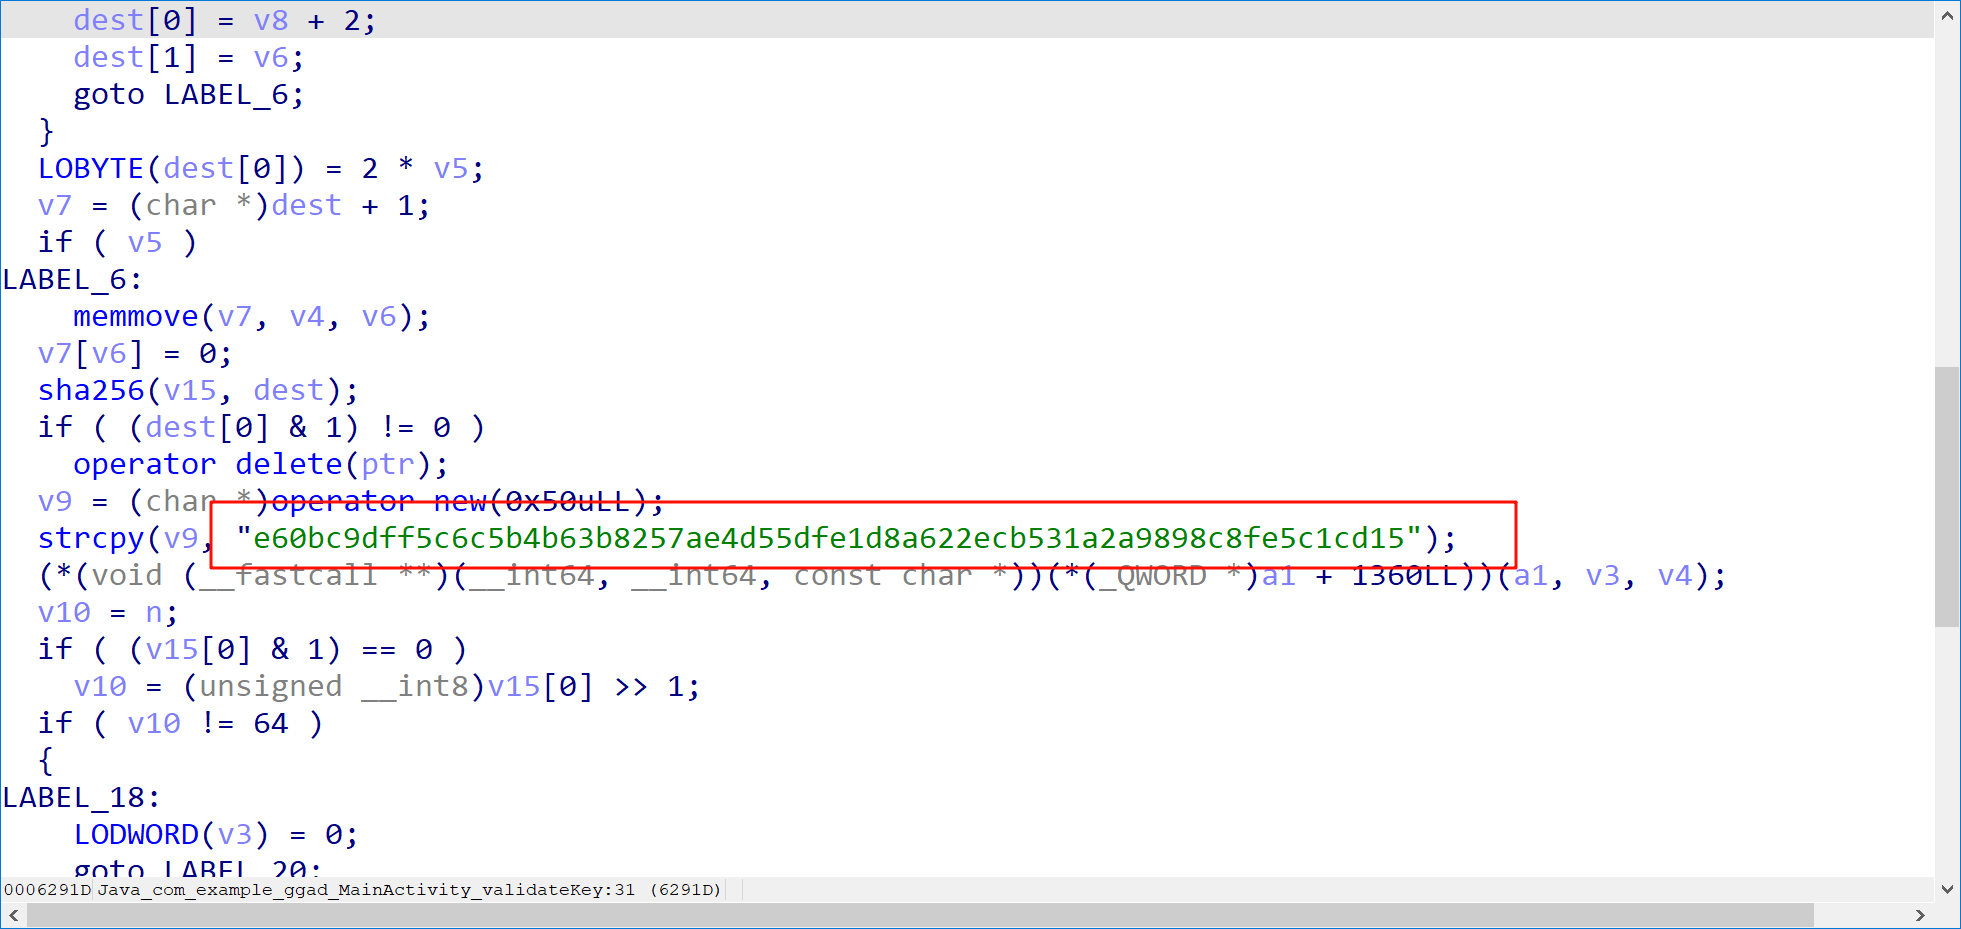 dest[0] = v8 + 2;
dest[1] = v6;
goto LABEL_6;
}
LOBYTE(dest[0]) = 2 * v5;
v7 = (char *)dest + 1;
if ( v5 )
LABEL_6:
memmove(v7, v4, v6);
v7[v6] = 0;
sha256(v15, dest);
if ( (dest[0] & 1) != 0 )
operator delete(ptr);
v9 = (char *)operator new(0x50uLL);
strcpy(v9, "e60bc9dff5c6c5b4b63b8257ae4d55dfe1d8a622ecb531a2a9898c8fe5c1cd15");
(*(void (__fastcall **)(__int64, __int64, const char *))(*(_QWORD *)a1 + 1360LL))(a1, v3, v4);
v10 = n;
if ( (v15[0] & 1) == 0 )
v10 = (unsigned __int8)v15[0] >> 1;
if ( v10 != 64 )
{
LABEL_18:
LODWORD(v3) = 0;
goto LABEL_20;
0006291D Java_com_example_ggad_MainActivity_validateKey:31 (6291D)